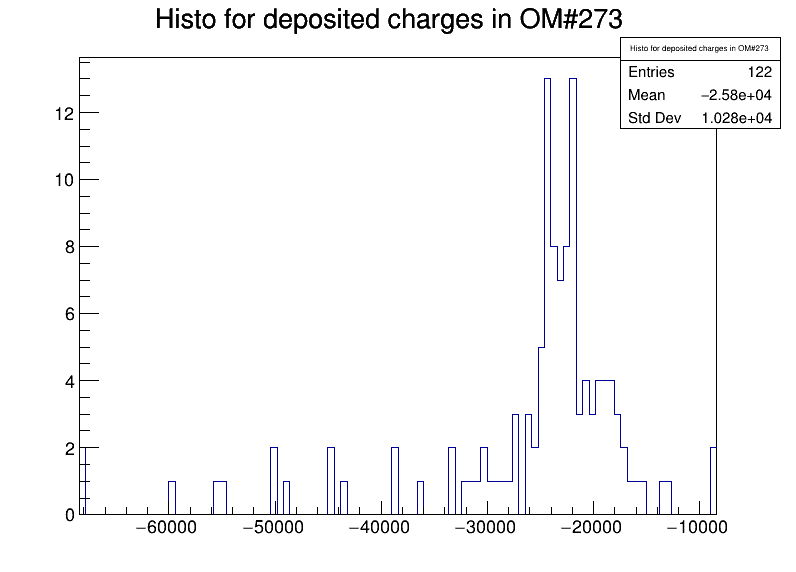 Histo for deposited charges in OM#273
Histo for deposited charges in OM#273
Entries 122
Mean −2.58e+04
Std Dev 1.028e+04
12
10
8
6
4
2
0
−60000 −50000 −40000 −30000 −20000 −10000